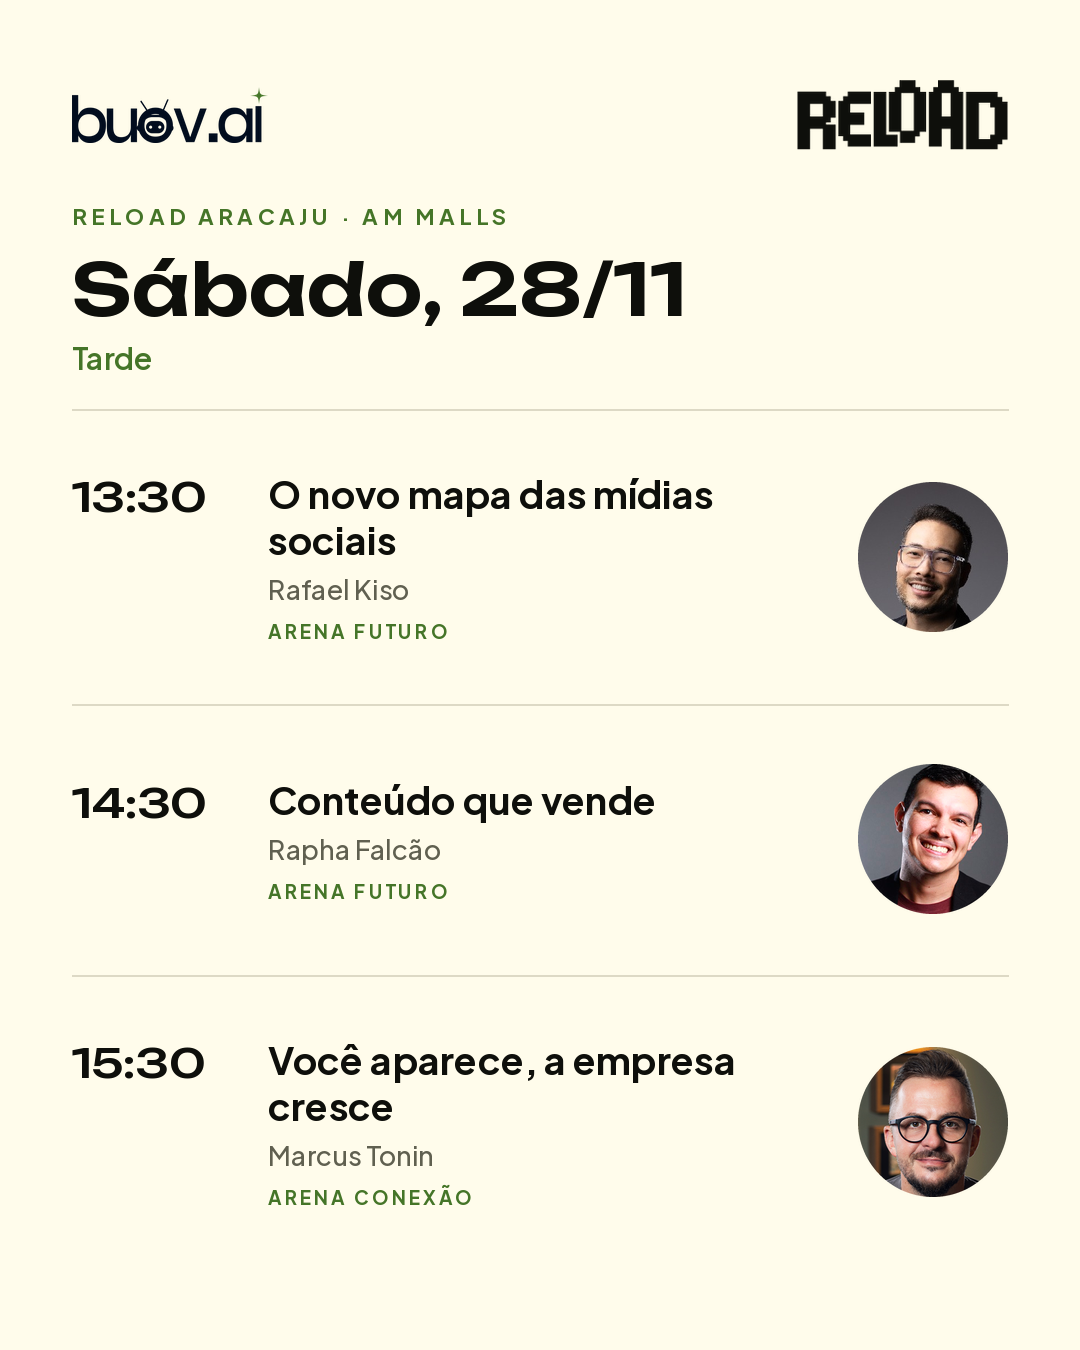 buov.ai
RELOAD
RELOAD ARACAJU · AM MALLS
Sábado, 28/11
Tarde
13:30
O novo mapa das mídias
sociais
Rafael Kiso
ARENA FUTURO
14:30
Conteúdo que vende
Rapha Falcão
ARENA FUTURO
15:30
Você aparece, a empresa
cresce
Marcus Tonin
ARENA CONEXÃO